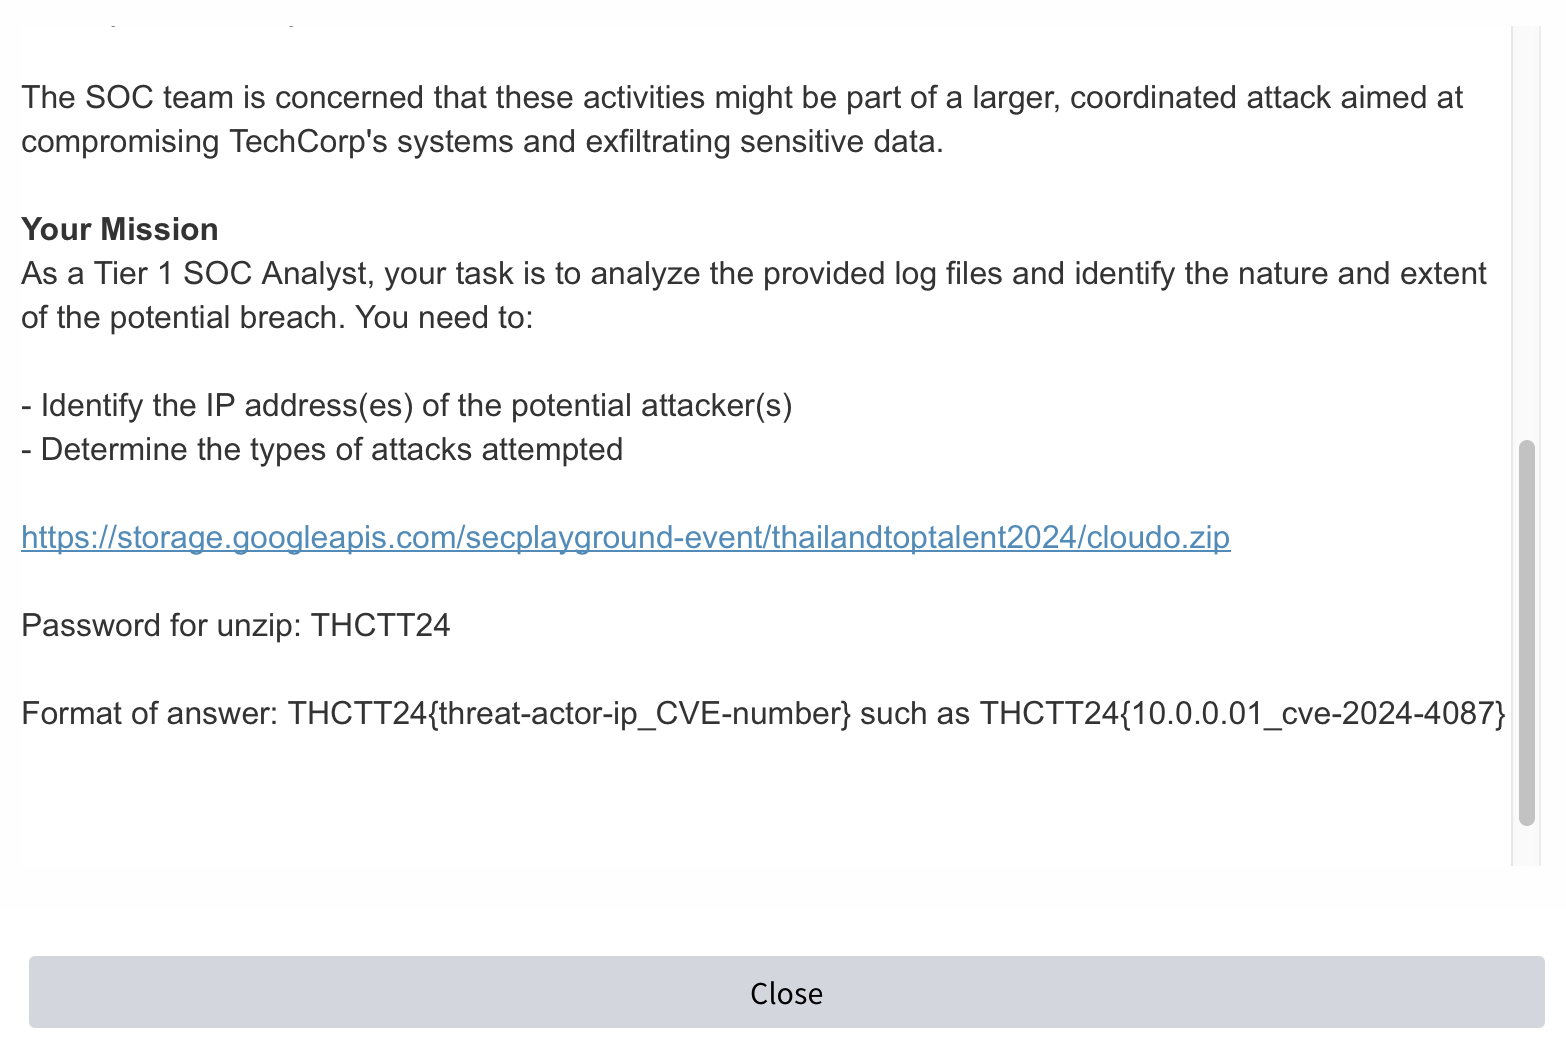 The SOC team is concerned that these activities might be part of a larger, coordinated attack aimed at
compromising TechCorp's systems and exfiltrating sensitive data.
Your Mission
As a Tier 1 SOC Analyst, your task is to analyze the provided log files and identify the nature and extent
of the potential breach. You need to:
- Identify the IP address(es) of the potential attacker(s)
- Determine the types of attacks attempted
https://storage.googleapis.com/secplayground-event/thailandtoptalent2024/cloudo.zip
Password for unzip: THCTT24
Format of answer: THCTT24{threat-actor-ip_CVE-number} such as THCTT24{10.0.0.01_cve-2024-4087}
Close